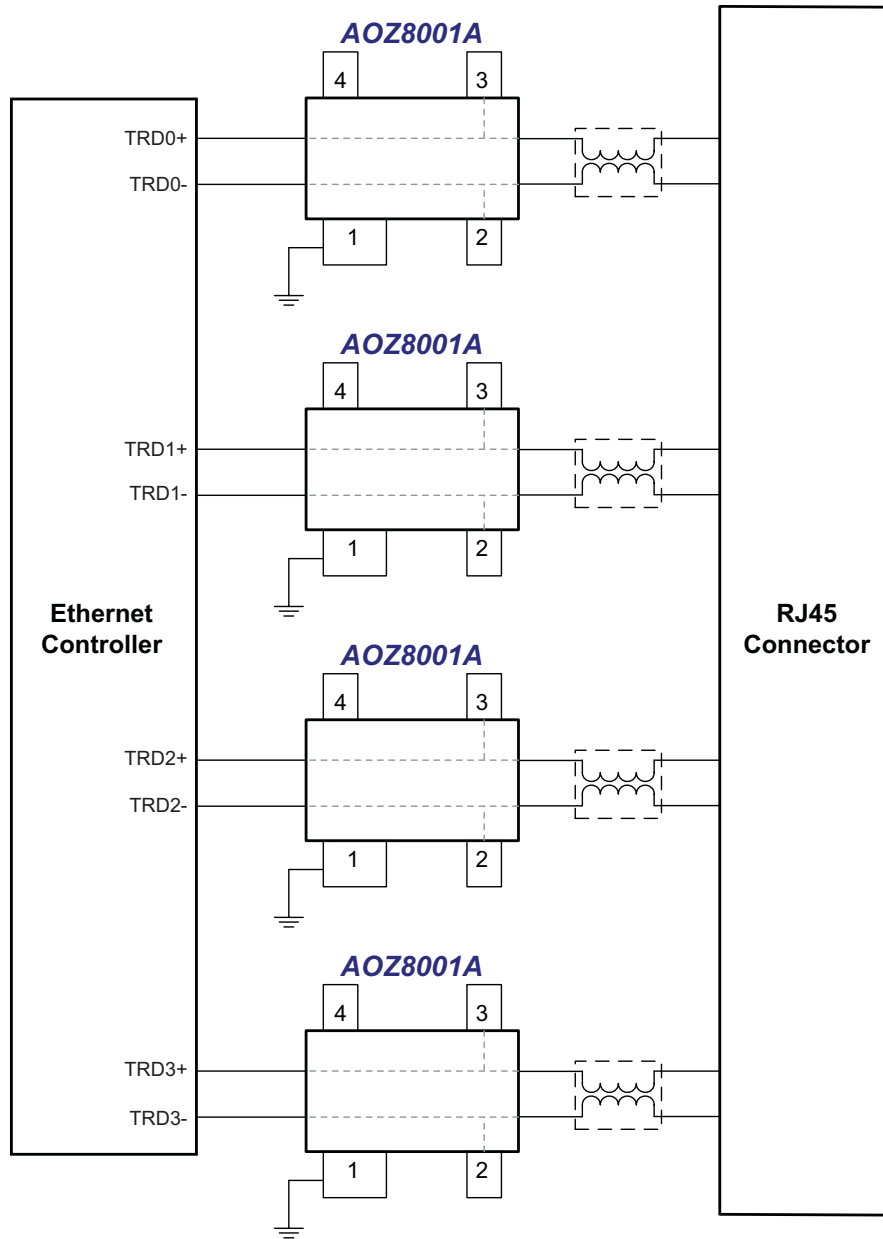 AOZ8001A
4
3
TRD0+
TRD0-
1
2
AOZ8001A
4
3
TRD1+
TRD1-
1
2
Ethernet
Controller
RJ45
Connector
AOZ8001A
4
3
TRD2+
TRD2-
1
2
AOZ8001A
4
3
TRD3+
TRD3-
1
2